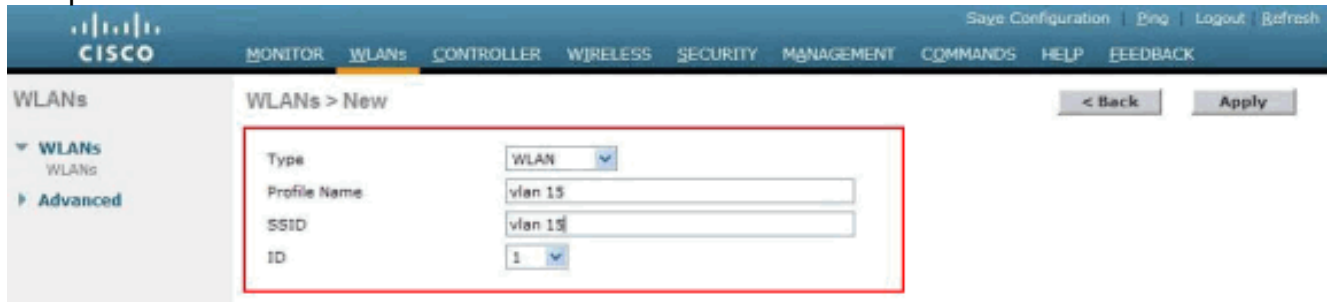 Save Configuration | Ping | Logout | Refresh
CISCO
MONITOR WLANs CONTROLLER WIRELESS SECURITY MANAGEMENT COMMANDS HELP FEEDBACK
WLANs
WLANs > New
< Back
Apply
WLANs
WLANs
Advanced
Type WLAN
Profile Name vlan 15
SSID vlan 15
ID 1